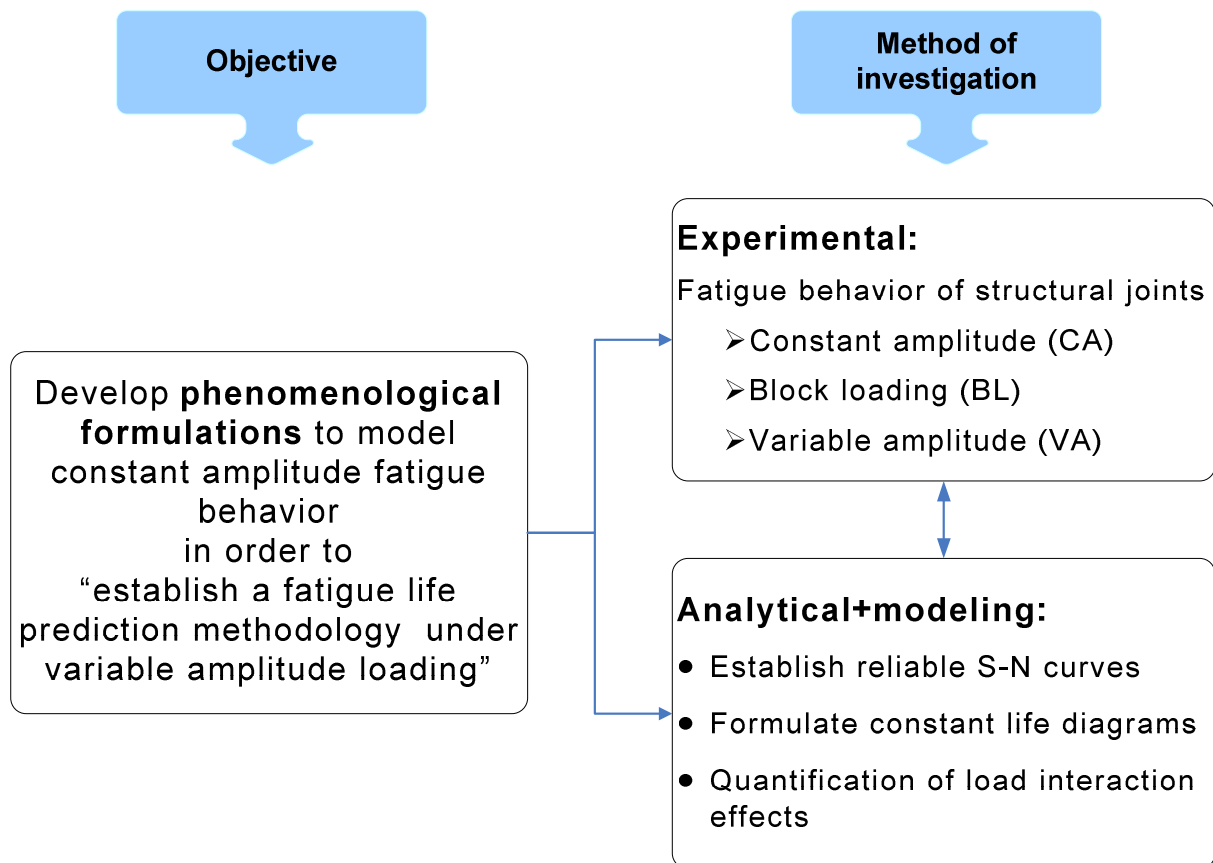 Objective
Method of
investigation
Develop phenomenological
formulations to model
constant amplitude fatigue
behavior
in order to
“establish a fatigue life
prediction methodology under
variable amplitude loading”
Experimental:
Fatigue behavior of structural joints
➢Constant amplitude (CA)
➢Block loading (BL)
➢Variable amplitude (VA)
Analytical+modeling:
• Establish reliable S-N curves
• Formulate constant life diagrams
• Quantification of load interaction
effects